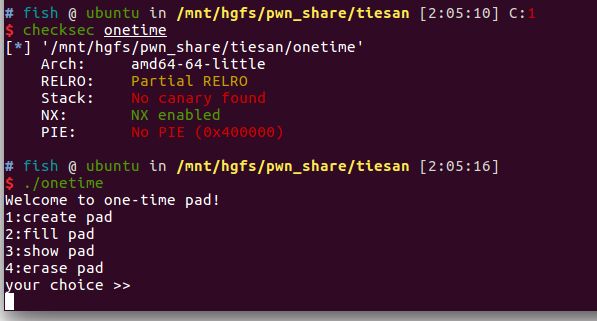 # fish @ ubuntu in /mnt/hgfs/pwn_share/tiesan [2:05:10] C:1
$ checksec onetime
[*] '/mnt/hgfs/pwn_share/tiesan/onetime'
    Arch:     amd64-64-little
    RELRO:    Partial RELRO
    Stack:    No canary found
    NX:       NX enabled
    PIE:      No PIE (0x400000)
# fish @ ubuntu in /mnt/hgfs/pwn_share/tiesan [2:05:16]
$ ./onetime
Welcome to one-time pad!
1:create pad
2:fill pad
3:show pad
4:erase pad
your choice >>